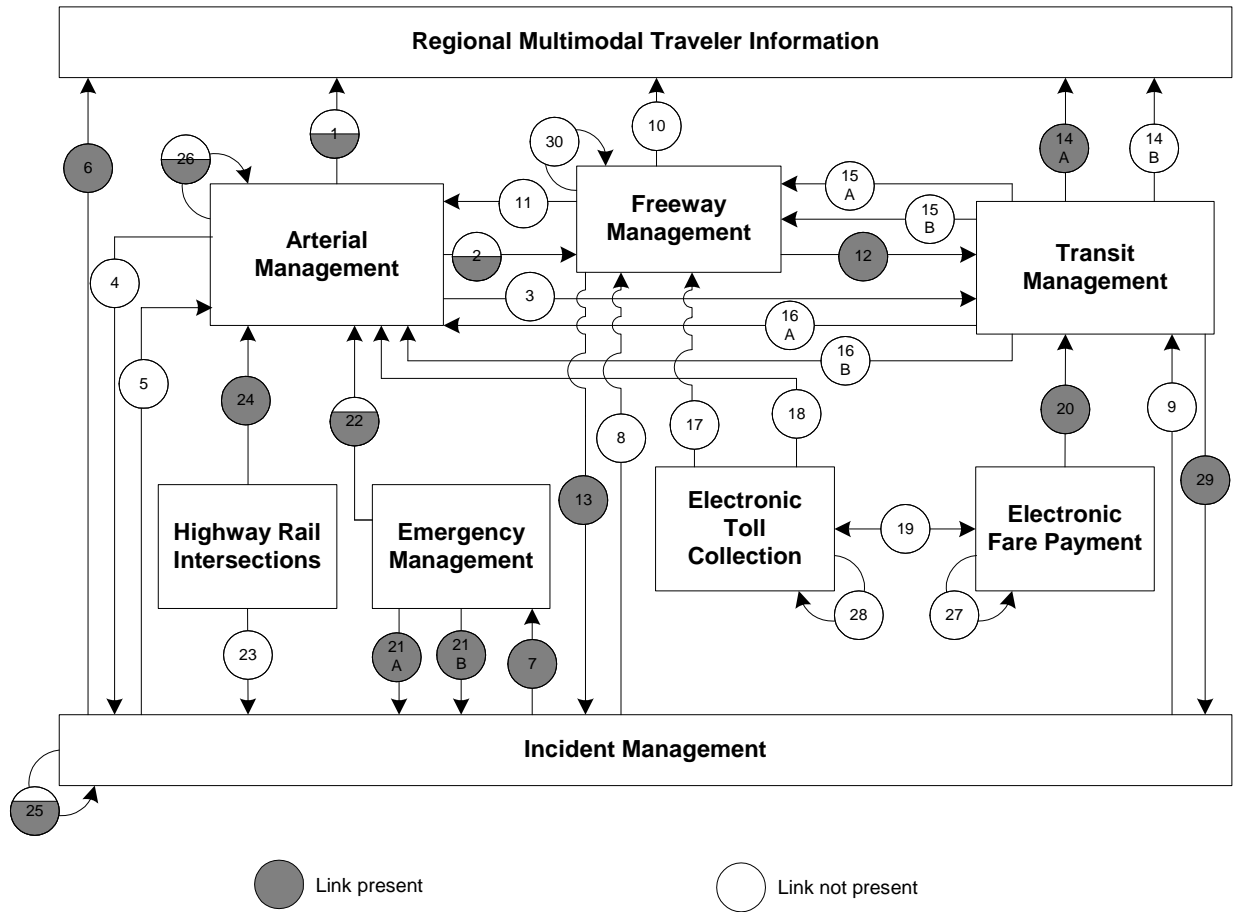 Regional Multimodal Traveler Information
6
1
10
14
A
14
B
26
30
15
A
15
B
11
Freeway
Management
Arterial
Management
Transit
Management
4
2
12
3
16
A
16
B
5
24
22
8
17
18
20
9
13
29
Highway Rail
Intersections
Emergency
Management
Electronic
Toll
Collection
19
Electronic
Fare Payment
28
27
23
21
A
21
B
7
Incident Management
25
Link present
Link not present